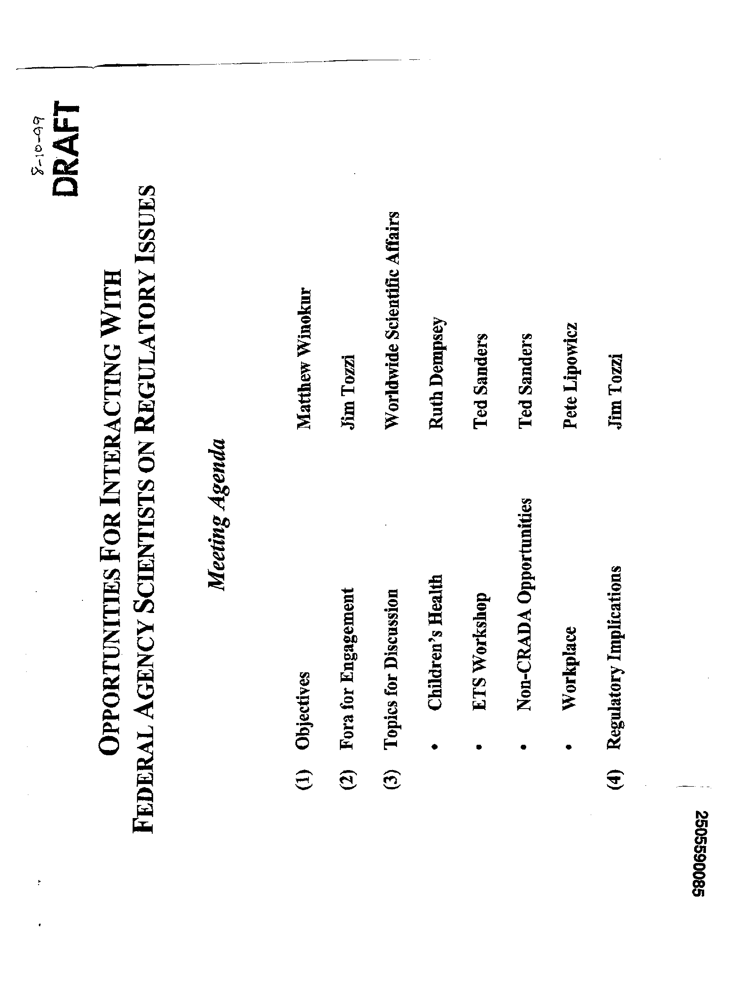 8-10-99
DRAFT
OPPORTUNITIES FOR INTERACTING WITH
FEDERAL AGENCY SCIENTISTS ON REGULATORY ISSUES
Meeting Agenda
(1) Objectives Matthew Winokur
(2) Fora for Engagement Jim Tozzi
(3) Topics for Discussion Worldwide Scientific Affairs
• Children's Health Ruth Dempsey
• ETS Workshop Ted Sanders
• Non-CRADA Opportunities Ted Sanders
• Workplace Pete Lipowicz
(4) Regulatory Implications Jim Tozzi
2505590085